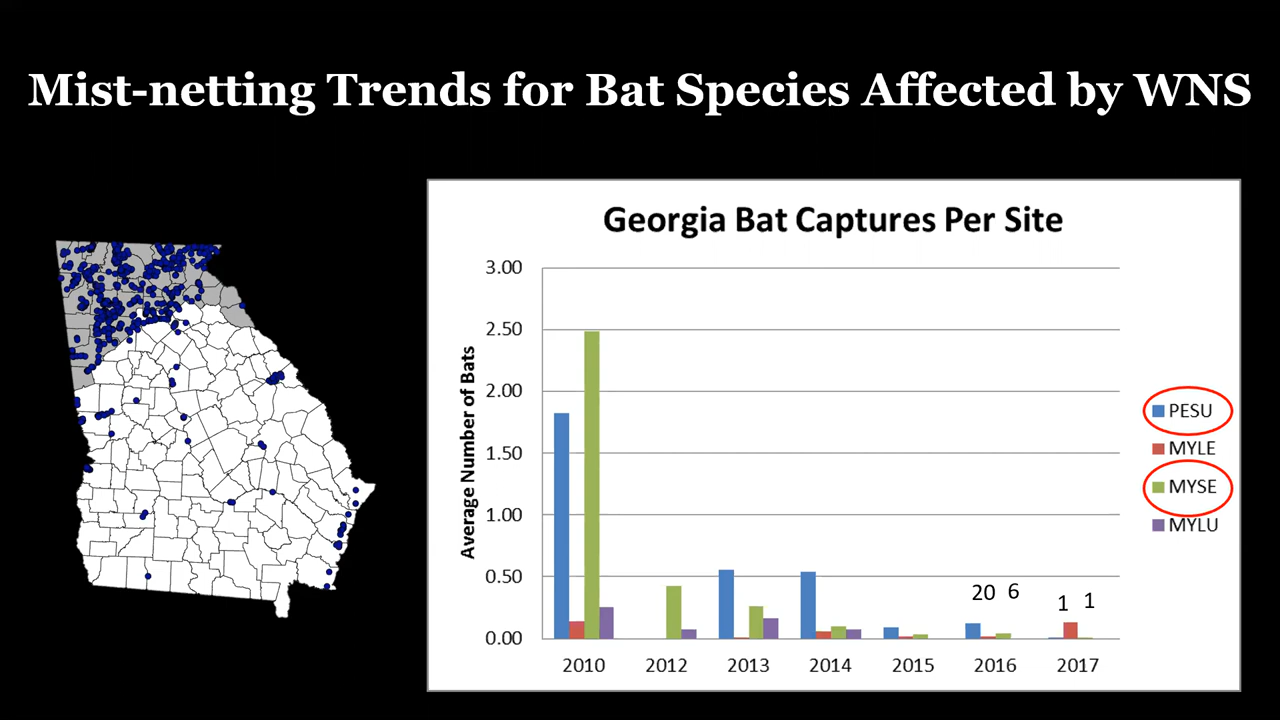 Mist-netting Trends for Bat Species Affected by WNS
Georgia Bat Captures Per Site
Average Number of Bats
3.00
2.50
2.00
1.50
1.00
0.50
0.00
20 6
1 1
2010 2012 2013 2014 2015 2016 2017
PESU
MYLE
MYSE
MYLU